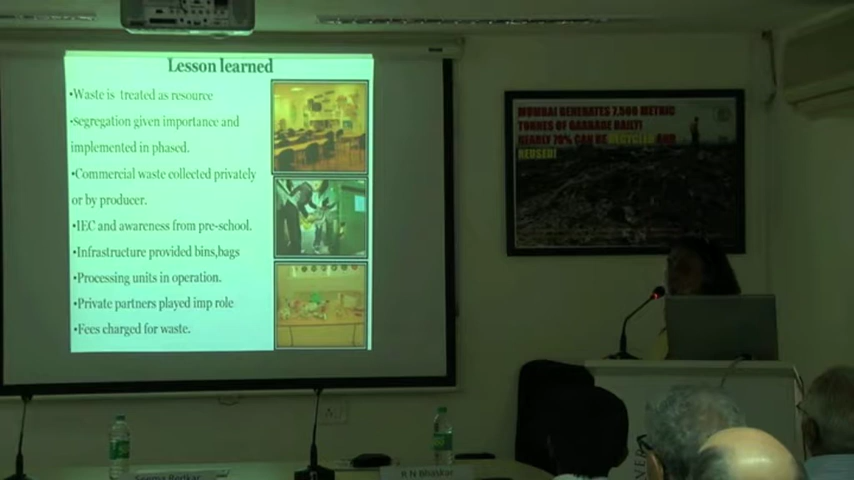 Lesson learned
•Waste is treated as resource
•segregation given importance and
implemented in phased.
•Commercial waste collected privately
or by producer.
•IEC and awareness from pre-school.
•Infrastructure provided bins,bags
•Processing units in operation.
•Private partners played imp role
•Fees charged for waste.
MUMBAI GENERATES 7,500 METRIC
TONNES OF GARBAGE DAILY!
NEARLY 70% CAN BE RECYCLED AND
REUSED!
Seema Redkar
R N Bhaskar